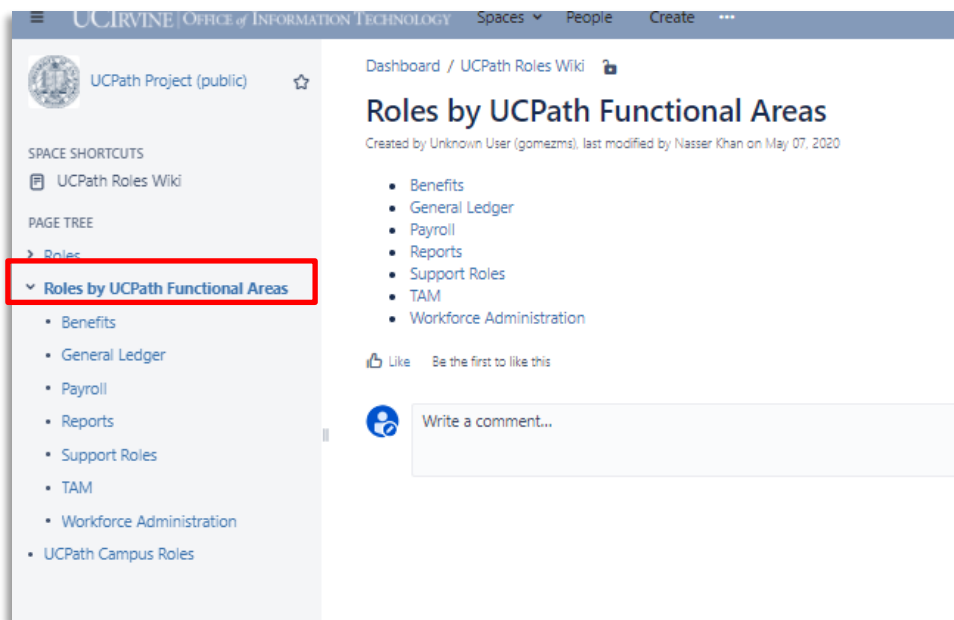 UCIRVINE | OFFICE of INFORMATION TECHNOLOGY Spaces People Create
UCPath Project (public)
SPACE SHORTCUTS
UCPath Roles Wiki
PAGE TREE
Roles
Roles by UCPath Functional Areas
Benefits
General Ledger
Payroll
Reports
Support Roles
TAM
Workforce Administration
UCPath Campus Roles
Dashboard / UCPath Roles Wiki
Roles by UCPath Functional Areas
Created by Unknown User (gomezms), last modified by Nasser Khan on May 07, 2020
Benefits
General Ledger
Payroll
Reports
Support Roles
TAM
Workforce Administration
Like Be the first to like this
Write a comment...